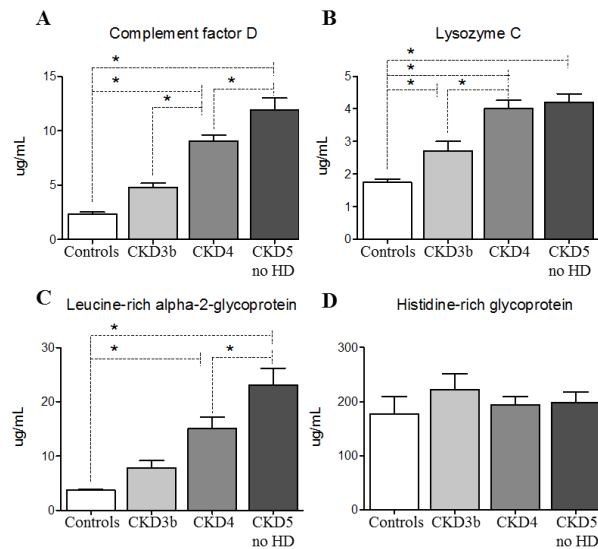 A
Complement factor D
*
*
*
*
ug/mL
15
10
5
0
Controls
CKD3b
CKD4
CKD5
no HD
B
Lysozyme C
*
*
*
*
ug/mL
5
4
3
2
1
0
Controls
CKD3b
CKD4
CKD5
no HD
C
Leucine-rich alpha-2-glycoprotein
*
*
*
ug/mL
30
20
10
0
Controls
CKD3b
CKD4
CKD5
no HD
D
Histidine-rich glycoprotein
ug/mL
300
200
100
0
Controls
CKD3b
CKD4
CKD5
no HD